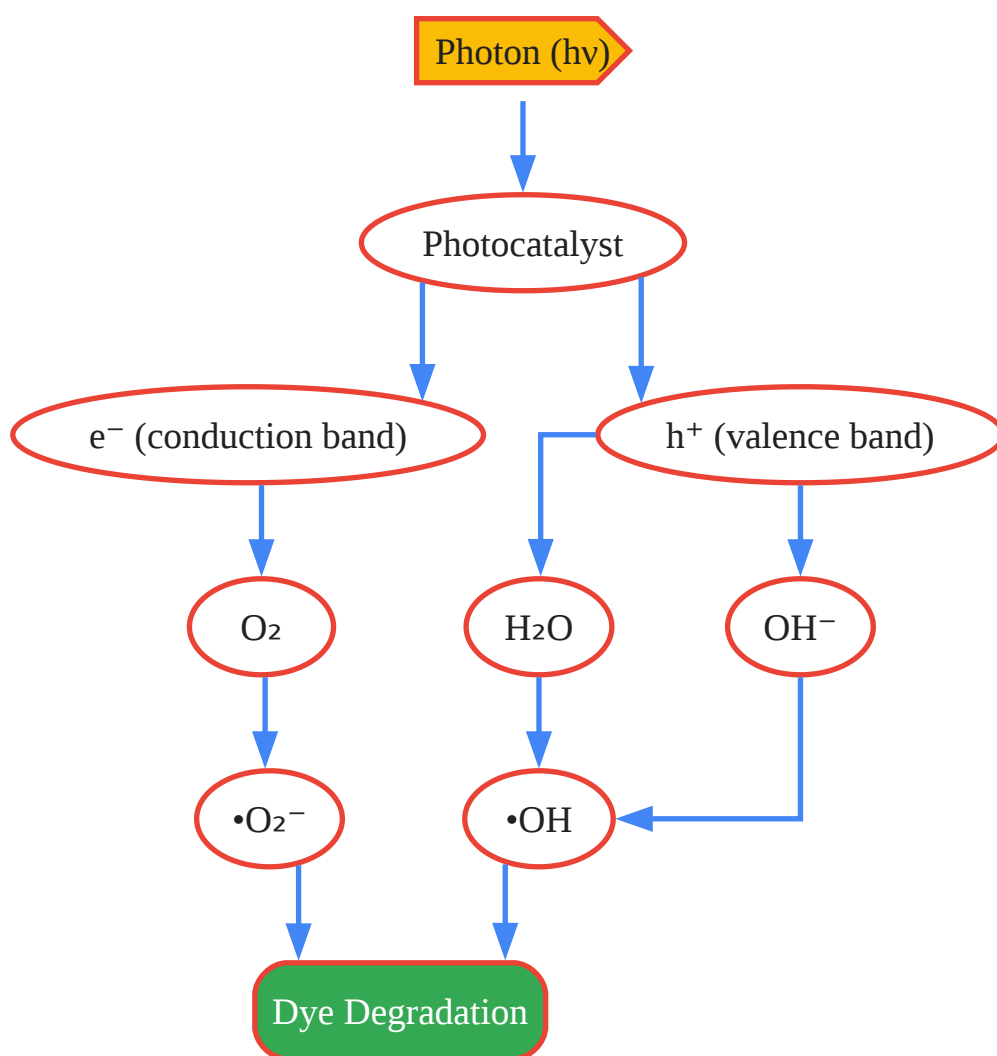 Photon (hν)
Photocatalyst
e⁻ (conduction band)
h⁺ (valence band)
O₂
H₂O
OH⁻
•O₂⁻
•OH
Dye Degradation